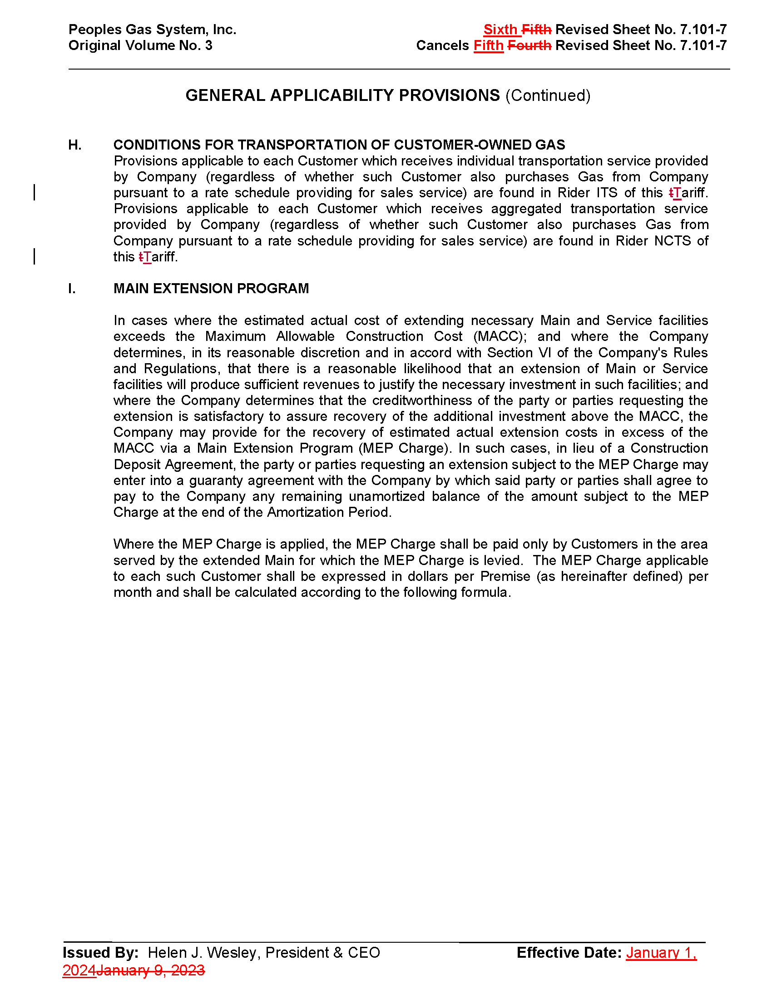 Peoples Gas System, Inc.
Original Volume No. 3
Sixth Fifth Revised Sheet No. 7.101-7
Cancels Fifth Fourth Revised Sheet No. 7.101-7
GENERAL APPLICABILITY PROVISIONS (Continued)
H. CONDITIONS FOR TRANSPORTATION OF CUSTOMER-OWNED GAS
Provisions applicable to each Customer which receives individual transportation service provided
by Company (regardless of whether such Customer also purchases Gas from Company
pursuant to a rate schedule providing for sales service) are found in Rider ITS of this tTariff.
Provisions applicable to each Customer which receives aggregated transportation service
provided by Company (regardless of whether such Customer also purchases Gas from
Company pursuant to a rate schedule providing for sales service) are found in Rider NCTS of
this tTariff.
I. MAIN EXTENSION PROGRAM
In cases where the estimated actual cost of extending necessary Main and Service facilities
exceeds the Maximum Allowable Construction Cost (MACC); and where the Company
determines, in its reasonable discretion and in accord with Section VI of the Company's Rules
and Regulations, that there is a reasonable likelihood that an extension of Main or Service
facilities will produce sufficient revenues to justify the necessary investment in such facilities; and
where the Company determines that the creditworthiness of the party or parties requesting the
extension is satisfactory to assure recovery of the additional investment above the MACC, the
Company may provide for the recovery of estimated actual extension costs in excess of the
MACC via a Main Extension Program (MEP Charge). In such cases, in lieu of a Construction
Deposit Agreement, the party or parties requesting an extension subject to the MEP Charge may
enter into a guaranty agreement with the Company by which said party or parties shall agree to
pay to the Company any remaining unamortized balance of the amount subject to the MEP
Charge at the end of the Amortization Period.
Where the MEP Charge is applied, the MEP Charge shall be paid only by Customers in the area
served by the extended Main for which the MEP Charge is levied. The MEP Charge applicable
to each such Customer shall be expressed in dollars per Premise (as hereinafter defined) per
month and shall be calculated according to the following formula.
Issued By: Helen J. Wesley, President & CEO Effective Date: January 1,
2024January 9, 2023